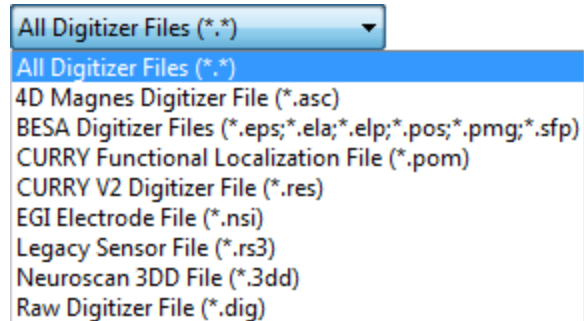 All Digitizer Files (*.*)
All Digitizer Files (*.*)
4D Magnes Digitizer File (*.asc)
BESA Digitizer Files (*.eps;*.ela;*.elp;*.pos;*.pmg;*.sfp)
CURRY Functional Localization File (*.pom)
CURRY V2 Digitizer File (*.res)
EGI Electrode File (*.nsi)
Legacy Sensor File (*.rs3)
Neuroscan 3DD File (*.3dd)
Raw Digitizer File (*.dig)